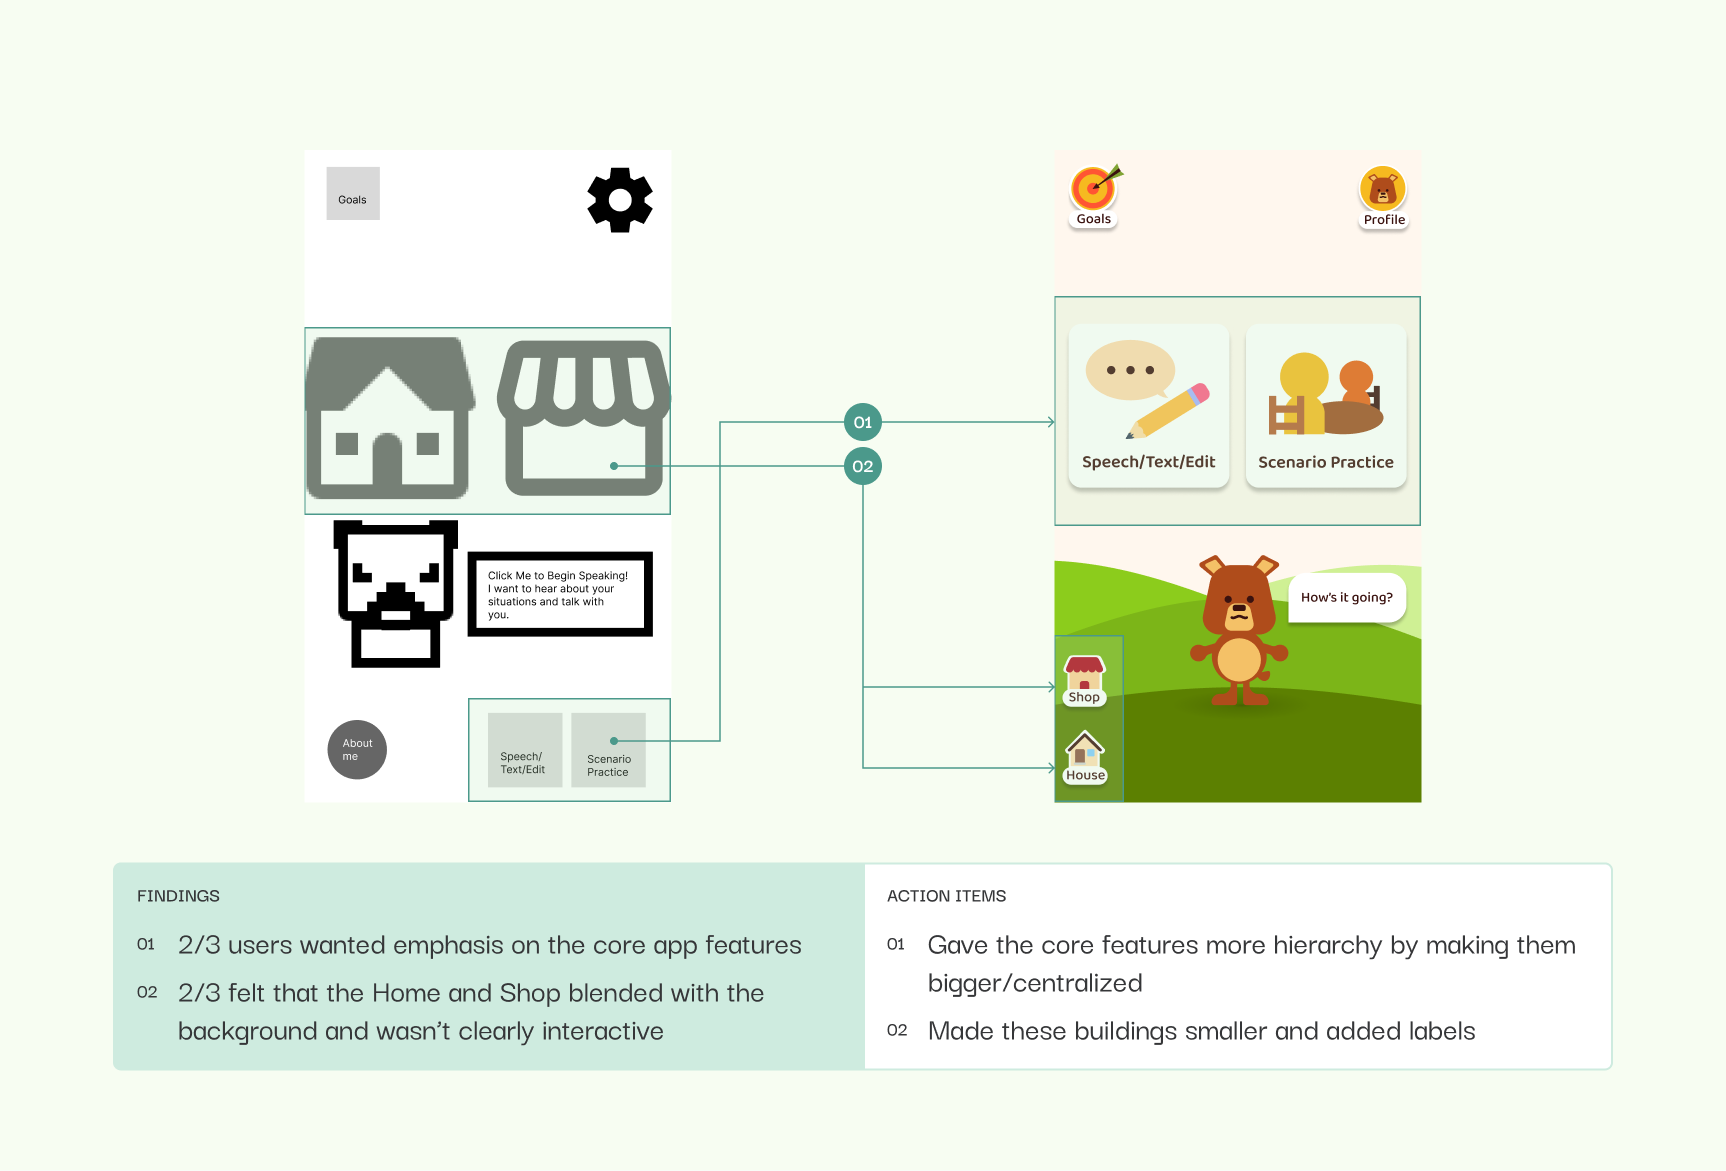 Goals
Click Me to Begin Speaking!
I want to hear about your
situations and talk with
you.
About
me
Speech/
Text/Edit
Scenario
Practice
01
02
Goals
Profile
Speech/Text/Edit
Scenario Practice
How's it going?
Shop
House
FINDINGS
01 2/3 users wanted emphasis on the core app features
02 2/3 felt that the Home and Shop blended with the
background and wasn't clearly interactive
ACTION ITEMS
01 Gave the core features more hierarchy by making them
bigger/centralized
02 Made these buildings smaller and added labels